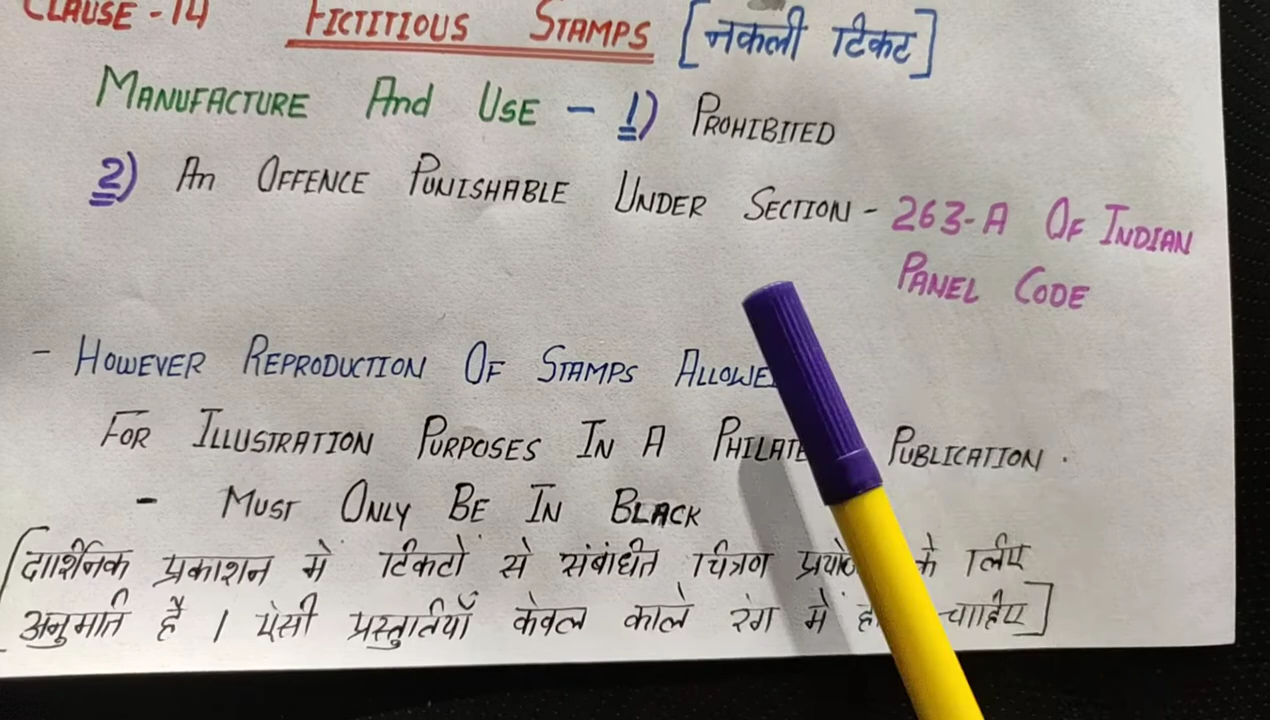 CLAUSE - 14 FICTITIOUS STAMPS [नकली टिकट]
MANUFACTURE And USE - 1) PROHIBITED
2) An OFFENCE PUNISHABLE UNDER SECTION - 263-A OF INDIAN
PANEL CODE
- HOWEVER REPRODUCTION OF STAMPS
FOR ILLUSTRATION PURPOSES IN A PUBLICATION .
- MUST ONLY BE IN BLACK
[दार्शनिक प्रकाशन में टिकटों से संबंधीत चित्रण के लिए
अनुमति है । ऐसी प्रस्तुतियाँ केवल काले रंग में चाहिए]